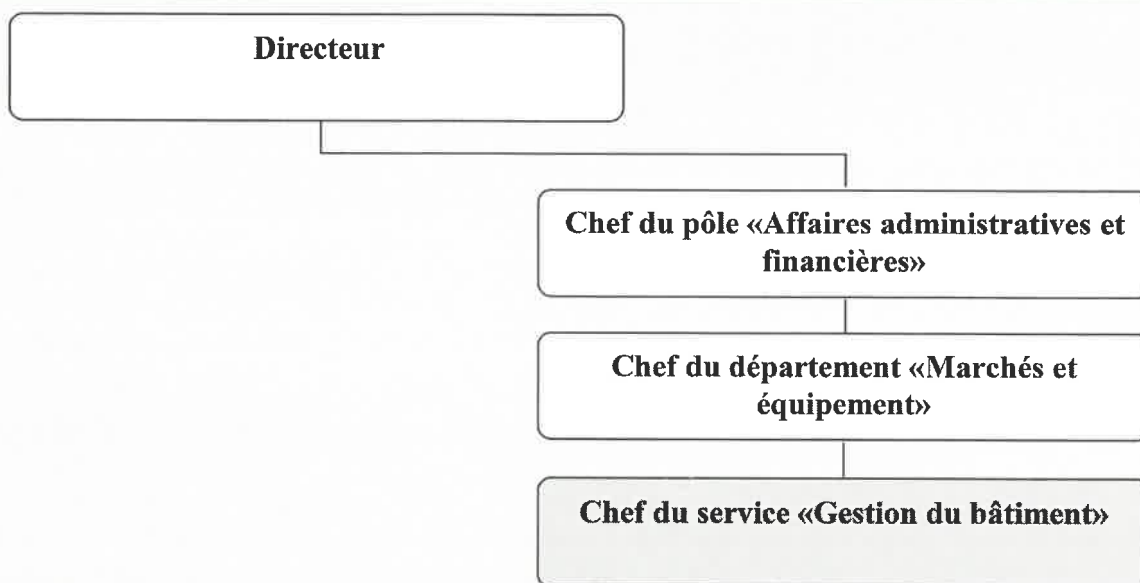 Directeur
Chef du pôle «Affaires administratives et
financières»
Chef du département «Marchés et
équipement»
Chef du service «Gestion du bâtiment»